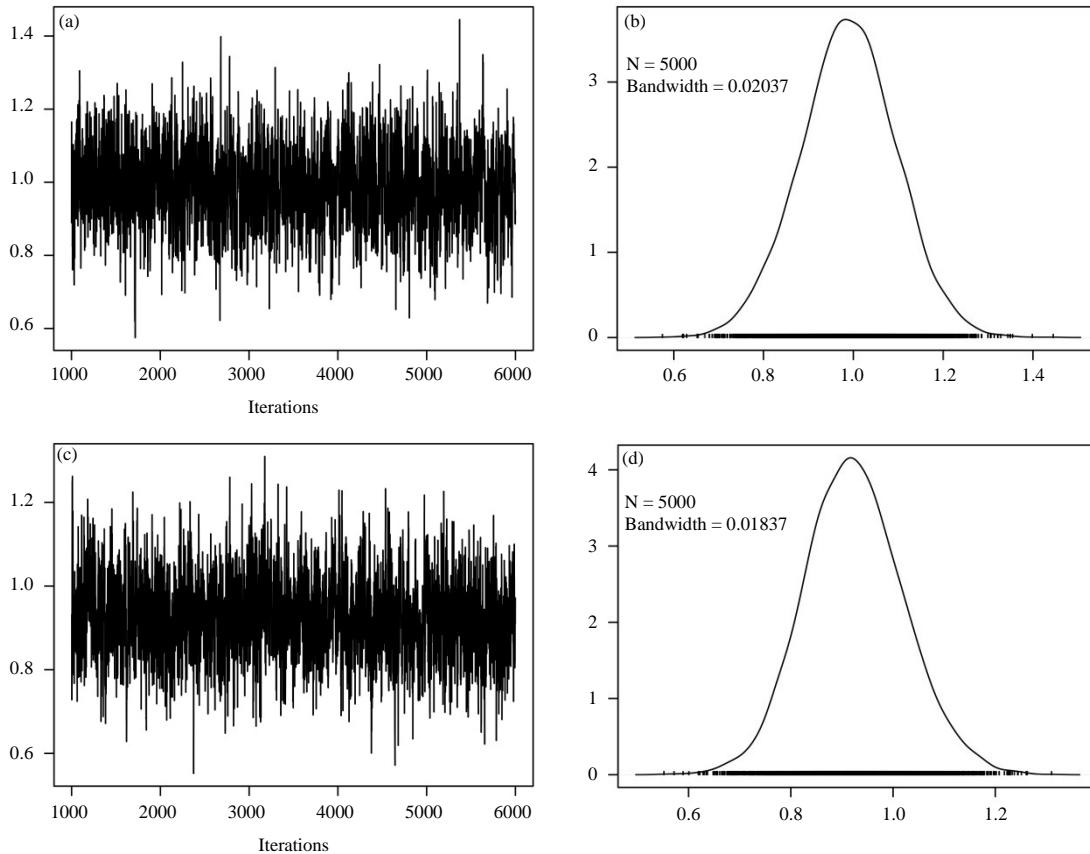 (a)
1.4
1.2
1.0
0.8
0.6
1000 2000 3000 4000 5000 6000
Iterations
(b)
N = 5000
Bandwidth = 0.02037
3
2
1
0
0.6 0.8 1.0 1.2 1.4
(c)
1.2
1.0
0.8
0.6
1000 2000 3000 4000 5000 6000
Iterations
(d)
4
N = 5000
Bandwidth = 0.01837
3
2
1
0
0.6 0.8 1.0 1.2